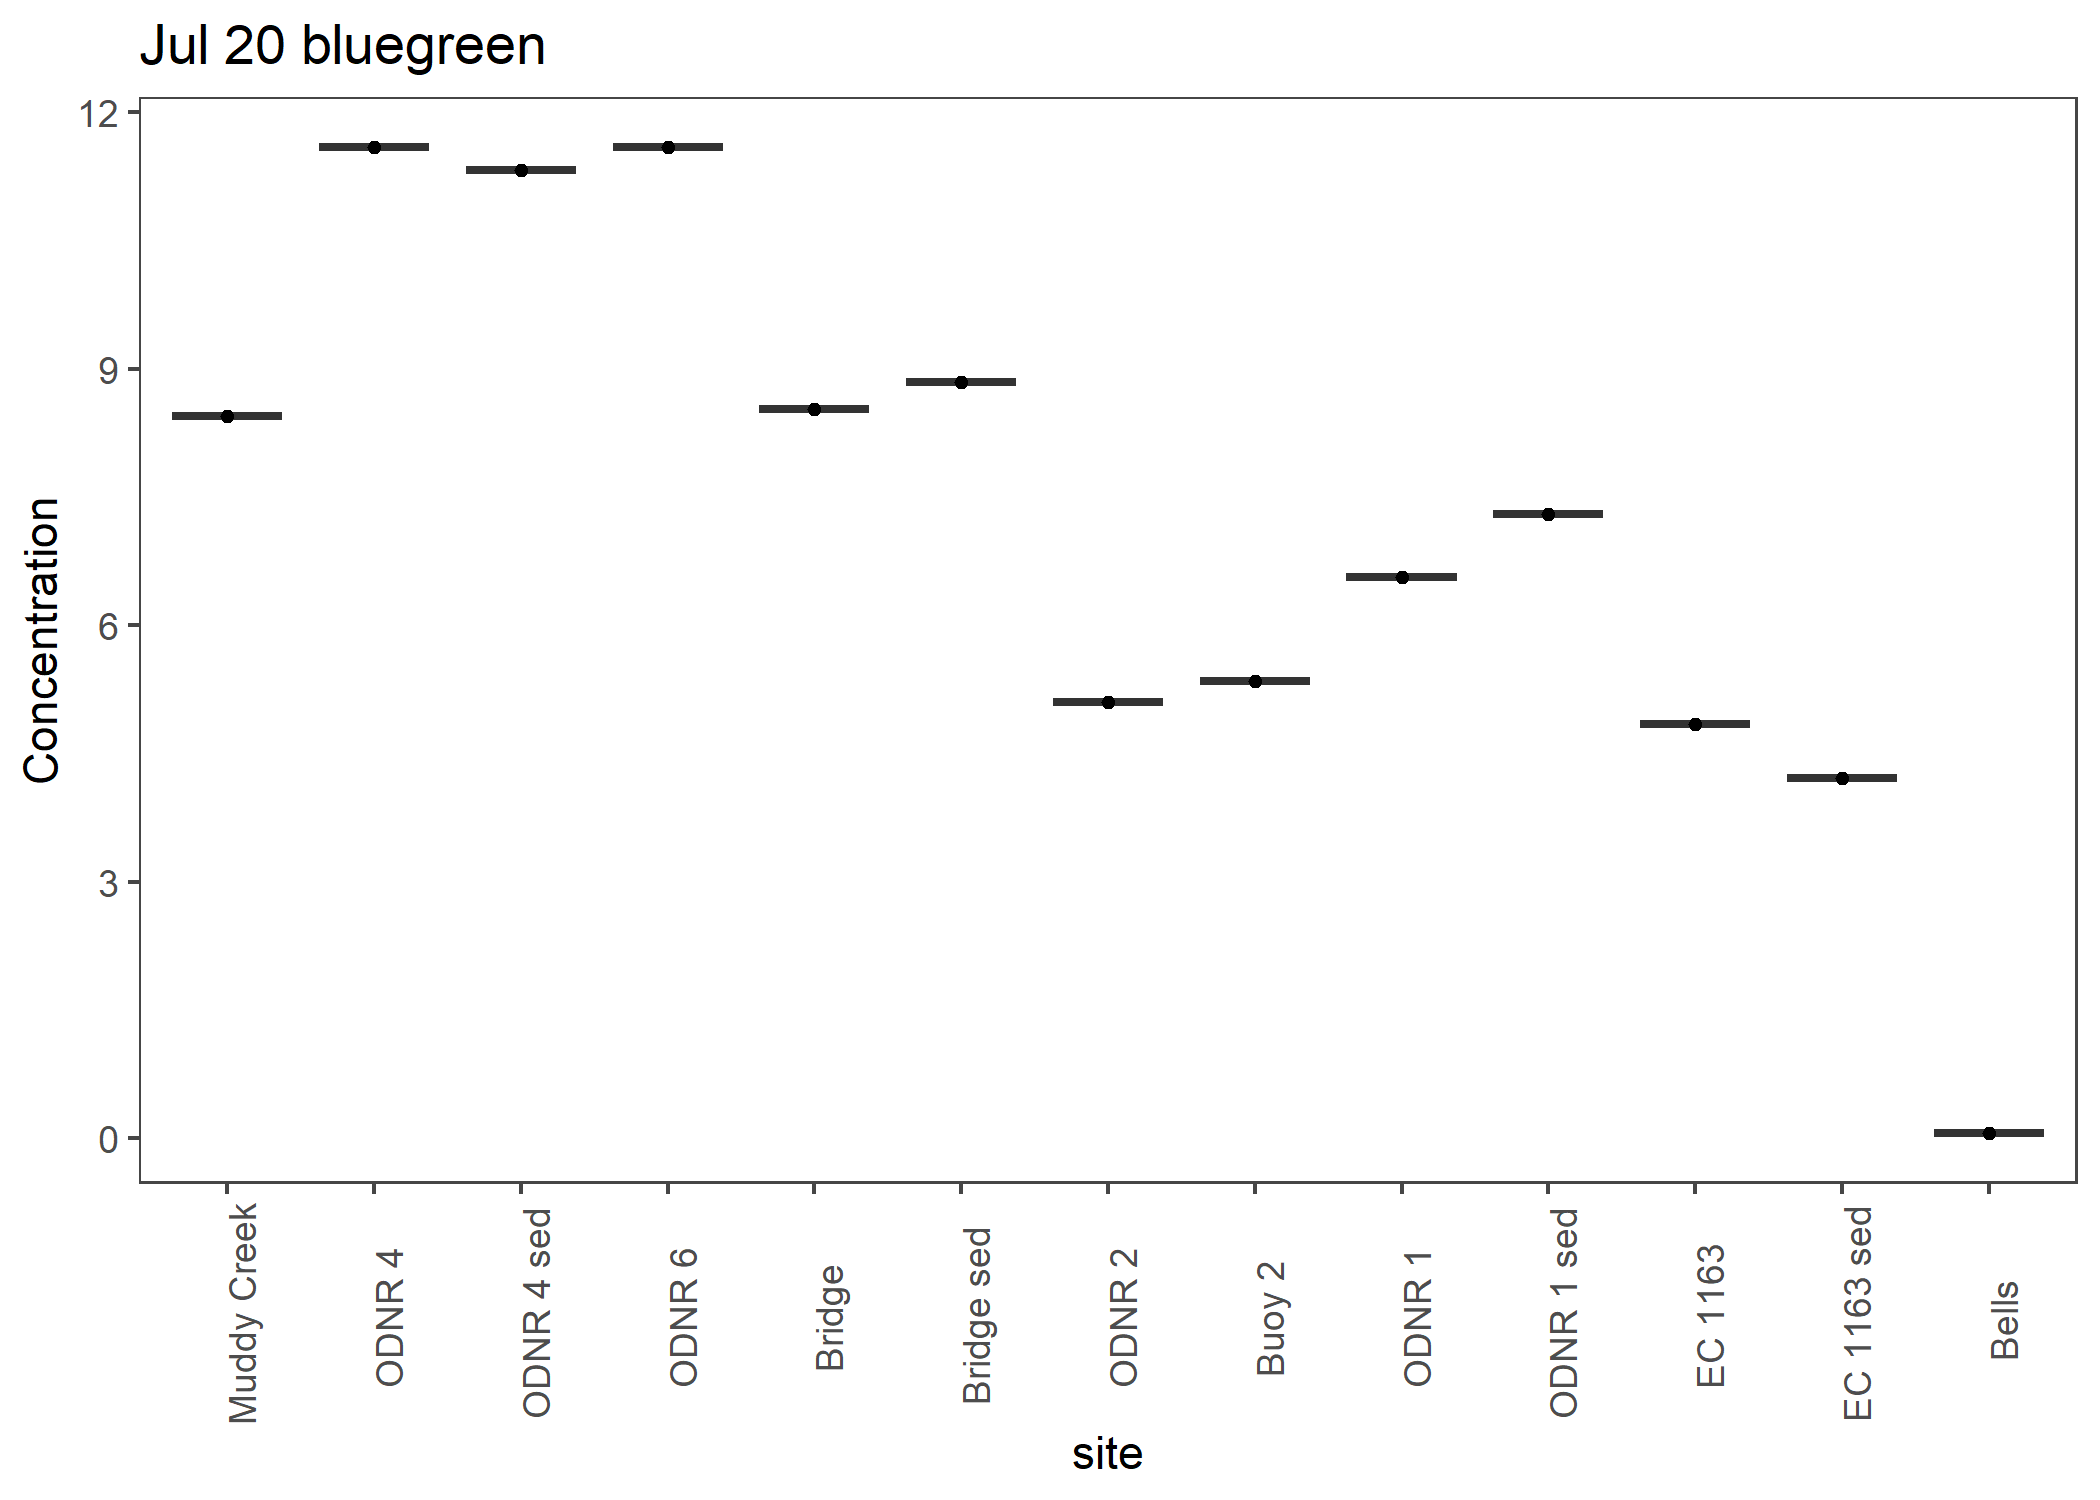 Jul 20 bluegreen
Concentration
12
9
6
3
0
Muddy Creek
ODNR 4
ODNR 4 sed
ODNR 6
Bridge
Bridge sed
ODNR 2
Buoy 2
ODNR 1
ODNR 1 sed
EC 1163
EC 1163 sed
Bells
site